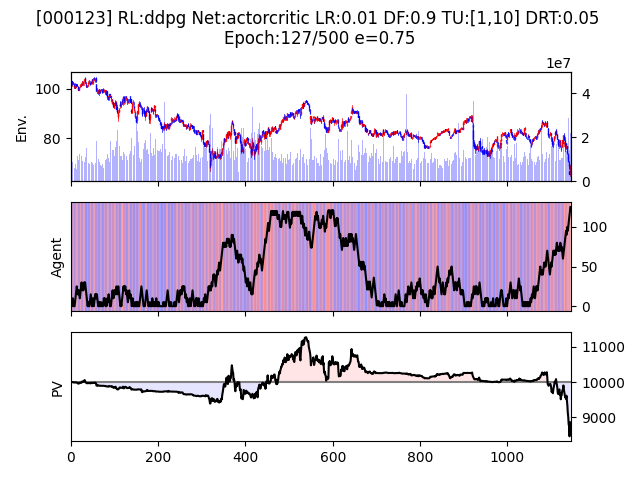 [000123] RL:ddpg Net:actorcritic LR:0.01 DF:0.9 TU:[1,10] DRT:0.05
Epoch:127/500 e=0.75
1e7
Env.
100
80
4
2
0
Agent
100
50
0
PV
11000
10000
9000
0 200 400 600 800 1000